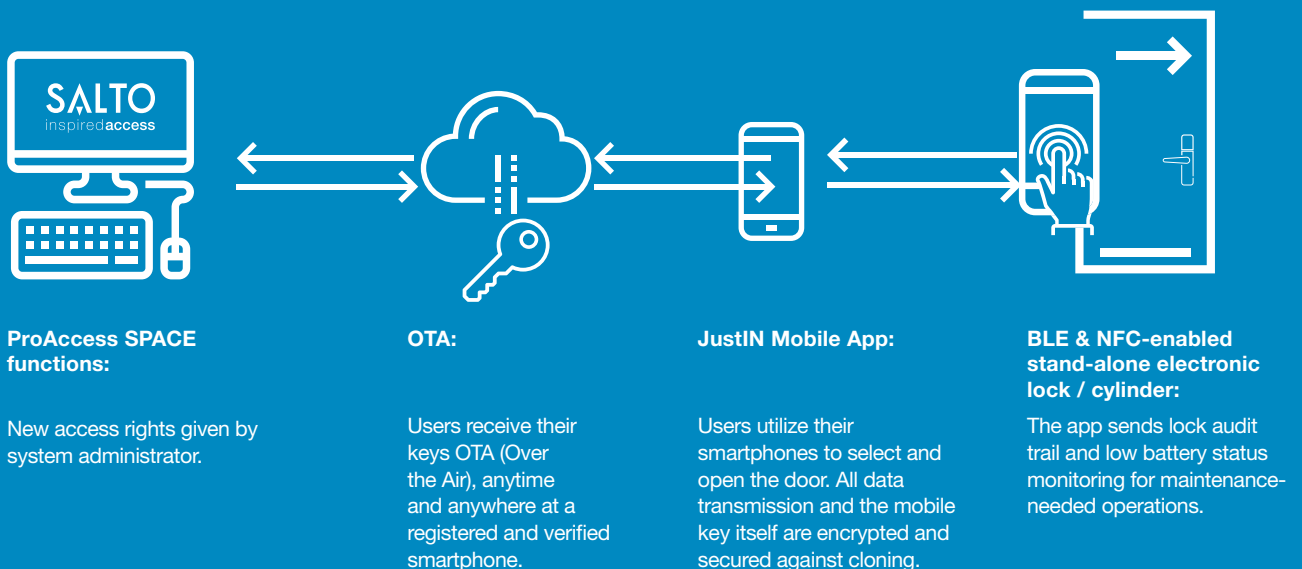 SALTO
inspiredaccess
ProAccess SPACE
functions:
New access rights given by
system administrator.
OTA:
Users receive their
keys OTA (Over
the Air), anytime
and anywhere at a
registered and verified
smartphone.
JustIN Mobile App:
Users utilize their
smartphones to select and
open the door. All data
transmission and the mobile
key itself are encrypted and
secured against cloning.
BLE & NFC-enabled
stand-alone electronic
lock / cylinder:
The app sends lock audit
trail and low battery status
monitoring for maintenance-
needed operations.